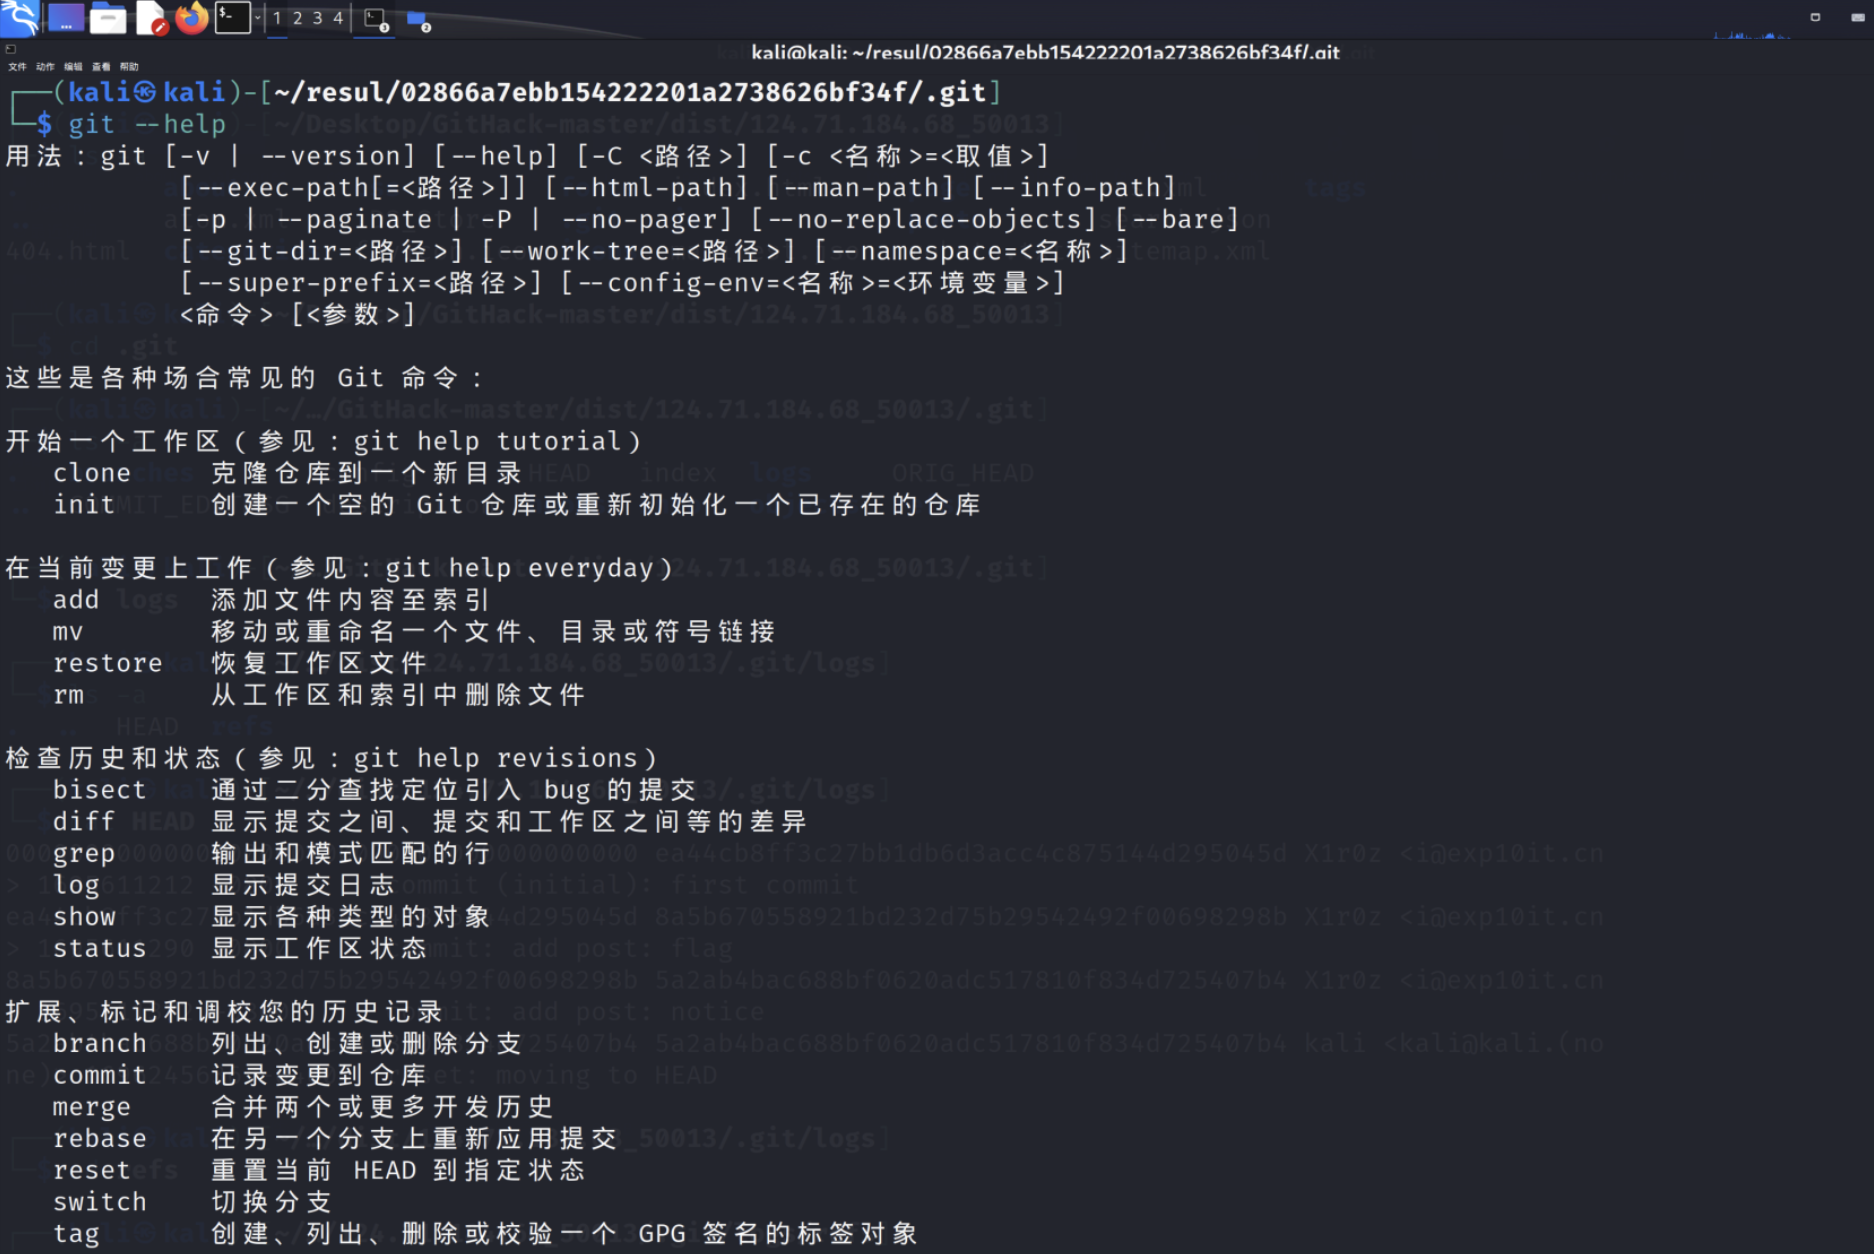 1 2 3 4
kali@kali: ~/resul/02866a7ebb154222201a2738626bf34f/.git
文件 动作 编辑 查看 帮助
(kali㉿kali)-[~/resul/02866a7ebb154222201a2738626bf34f/.git]
$ git --help
用法：git [-v | --version] [--help] [-C <路径>] [-c <名称>=<取值>]
[--exec-path[=<路径>]] [--html-path] [--man-path] [--info-path]
[-p | --paginate | -P | --no-pager] [--no-replace-objects] [--bare]
[--git-dir=<路径>] [--work-tree=<路径>] [--namespace=<名称>]
[--super-prefix=<路径>] [--config-env=<名称>=<环境变量>]
<命令> [<参数>]
这些是各种场合常见的 Git 命令：
开始一个工作区（参见：git help tutorial）
clone 克隆仓库到一个新目录
init 创建一个空的 Git 仓库或重新初始化一个已存在的仓库
在当前变更上工作（参见：git help everyday）
add 添加文件内容至索引
mv 移动或重命名一个文件、目录或符号链接
restore 恢复工作区文件
rm 从工作区和索引中删除文件
检查历史和状态（参见：git help revisions）
bisect 通过二分查找定位引入 bug 的提交
diff 显示提交之间、提交和工作区之间等的差异
grep 输出和模式匹配的行
log 显示提交日志
show 显示各种类型的对象
status 显示工作区状态
扩展、标记和调校您的历史记录
branch 列出、创建或删除分支
commit 记录变更到仓库
merge 合并两个或更多开发历史
rebase 在另一个分支上重新应用提交
reset 重置当前 HEAD 到指定状态
switch 切换分支
tag 创建、列出、删除或校验一个 GPG 签名的标签对象